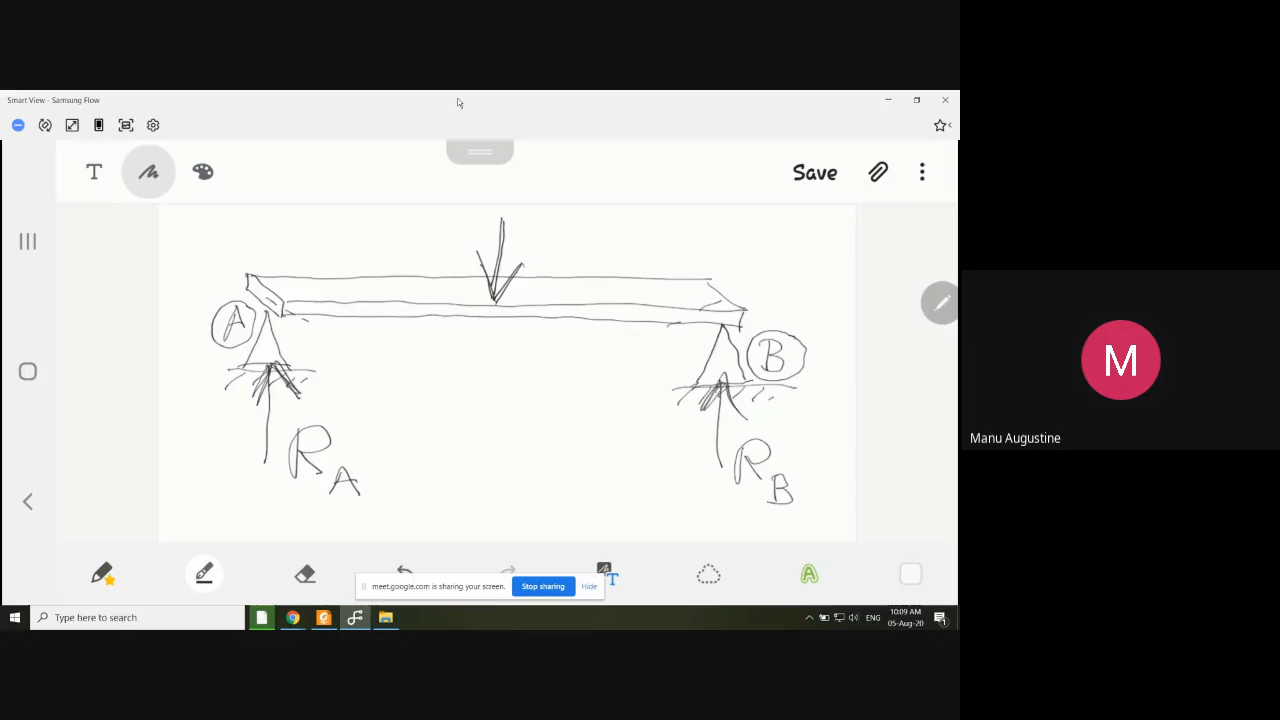 Smart View - Samsung Flow
T
Save
A
B
R
A
R
B
M
Manu Augustine
T
A
meet.google.com is sharing your screen.
Stop sharing
Hide
Type here to search
ENG
10:09 AM
05-Aug-20
1